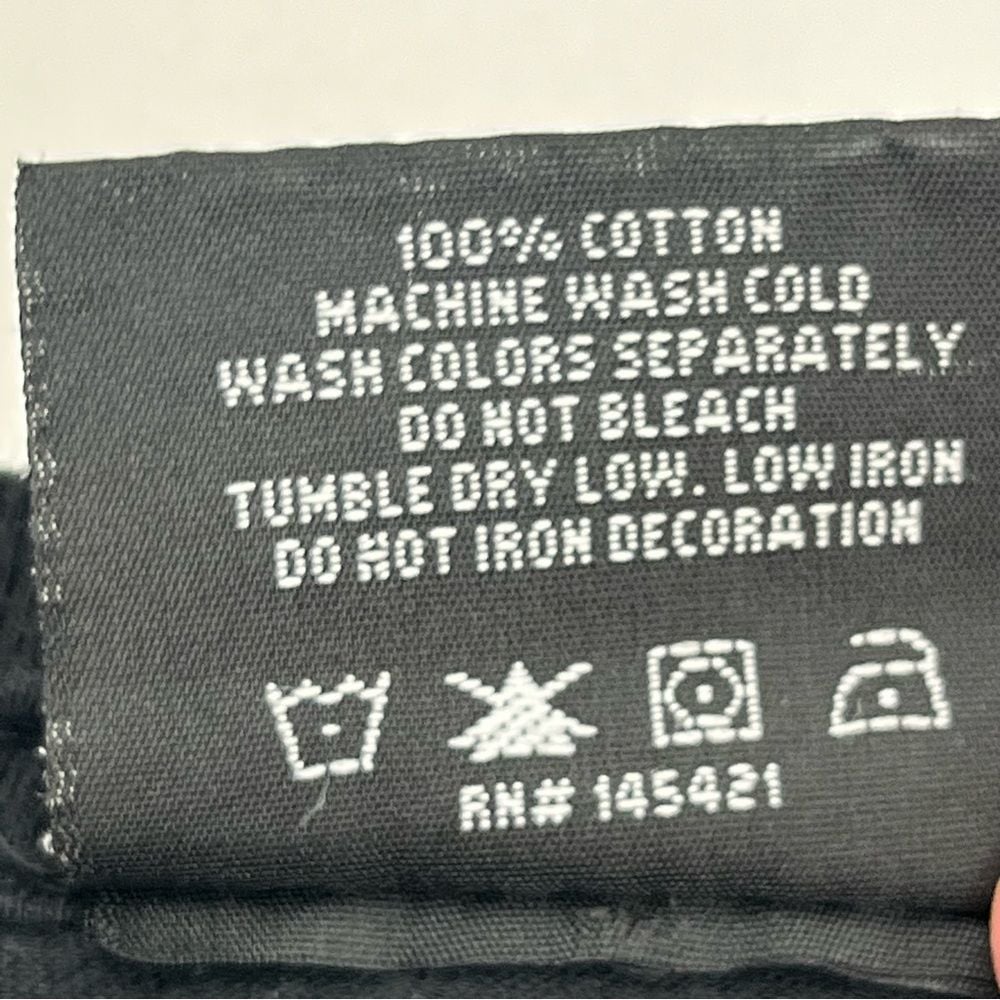 100% COTTON
MACHINE WASH COLD
WASH COLORS SEPARATELY
DO NOT BLEACH
TUMBLE DRY LOW. LOW IRON
DO NOT IRON DECORATION
RN# 145421